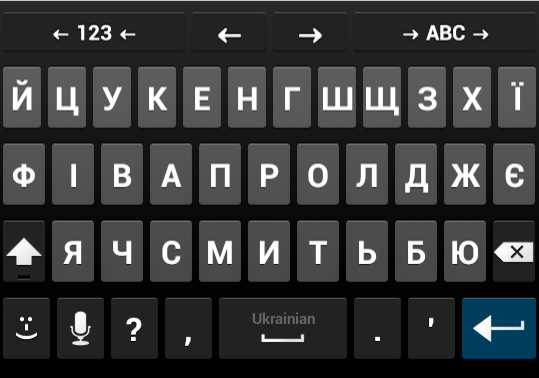 ← 123 ← ← → → ABC →
Й Ц У К Е Н Г Ш Щ З Х Ї
Ф І В А П Р О Л Д Ж Є
Я Ч С М И Т Ь Б Ю
? , Ukrainian . '